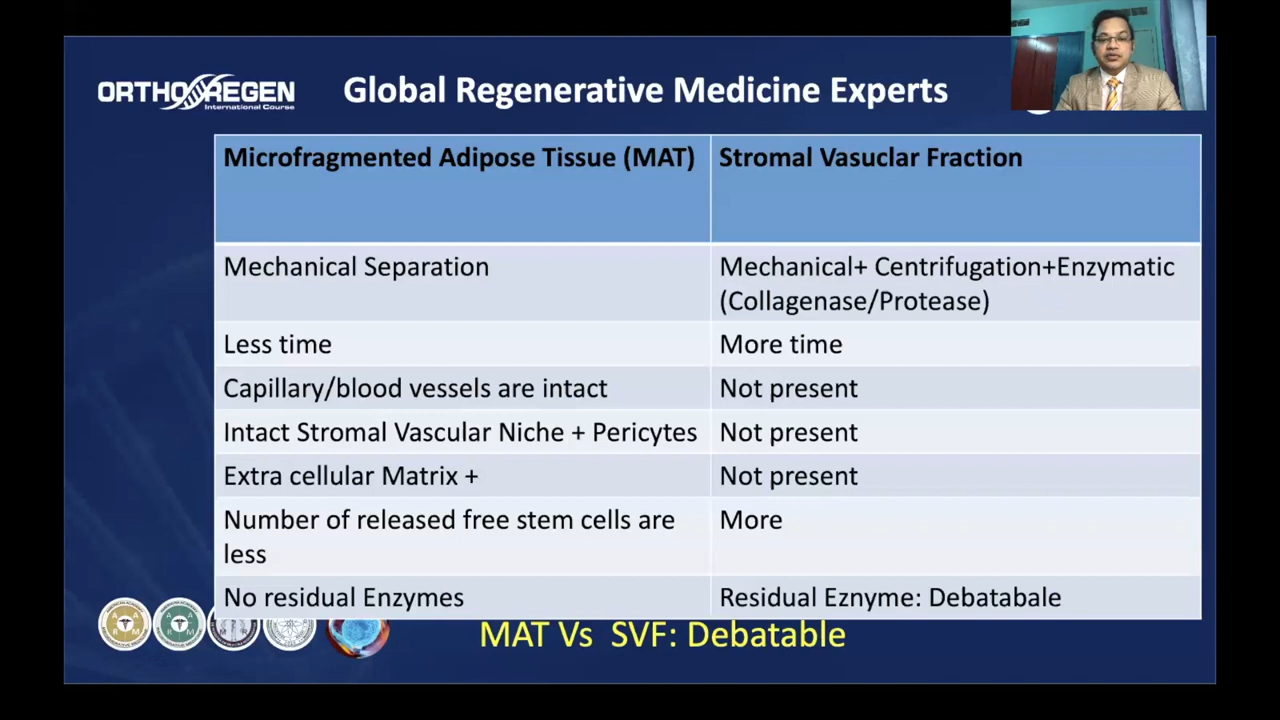 ORTHO REGEN
International Course
Global Regenerative Medicine Experts
Microfragmented Adipose Tissue (MAT)
Stromal Vasuclar Fraction
Mechanical Separation
Mechanical+ Centrifugation+Enzymatic
(Collagenase/Protease)
Less time
More time
Capillary/blood vessels are intact
Not present
Intact Stromal Vascular Niche + Pericytes
Not present
Extra cellular Matrix +
Not present
Number of released free stem cells are
less
More
No residual Enzymes
Residual Eznyme: Debatabale
MAT Vs SVF: Debatable